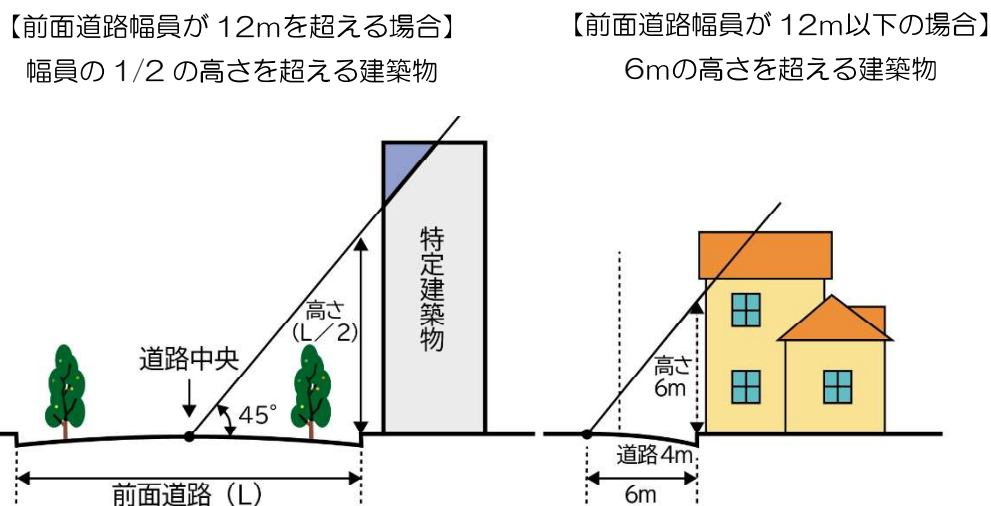 【前面道路幅員が 12mを超える場合】
幅員の 1/2 の高さを超える建築物
特定建築物
高さ
(L／2)
道路中央
45°
前面道路（L）
【前面道路幅員が 12m以下の場合】
6mの高さを超える建築物
高さ
6m
道路4m
6m